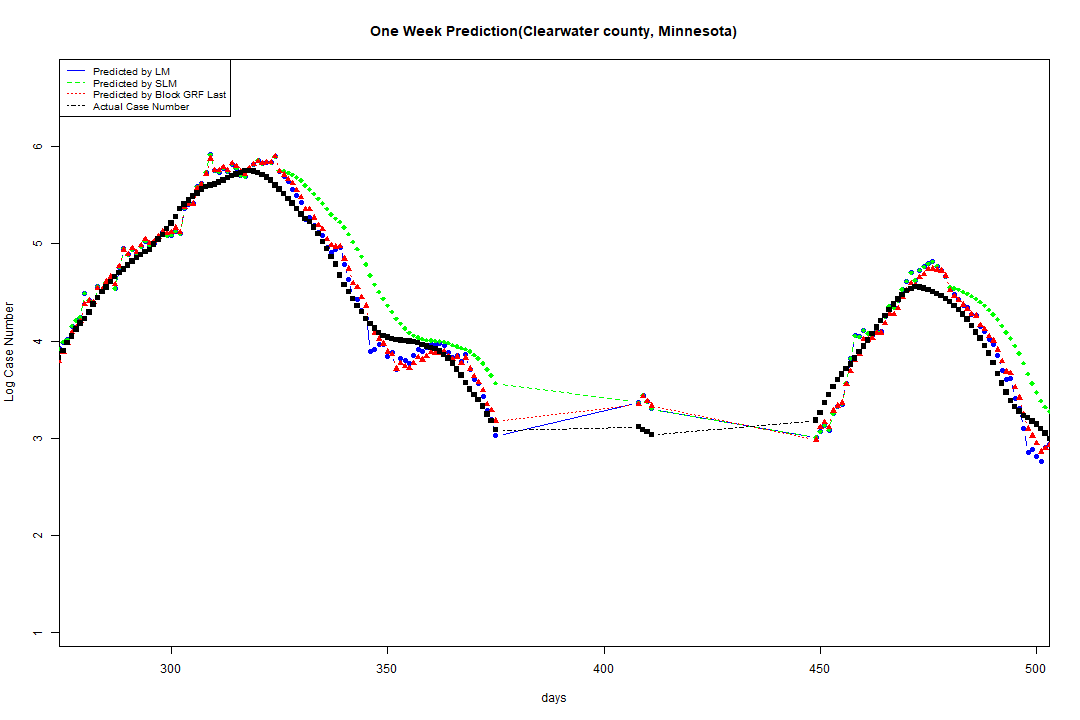 One Week Prediction(Clearwater county, Minnesota)
Predicted by LM
Predicted by SLM
Predicted by Block GRF Last
Actual Case Number
6
5
4
3
2
1
Log Case Number
300 350 400 450 500
days